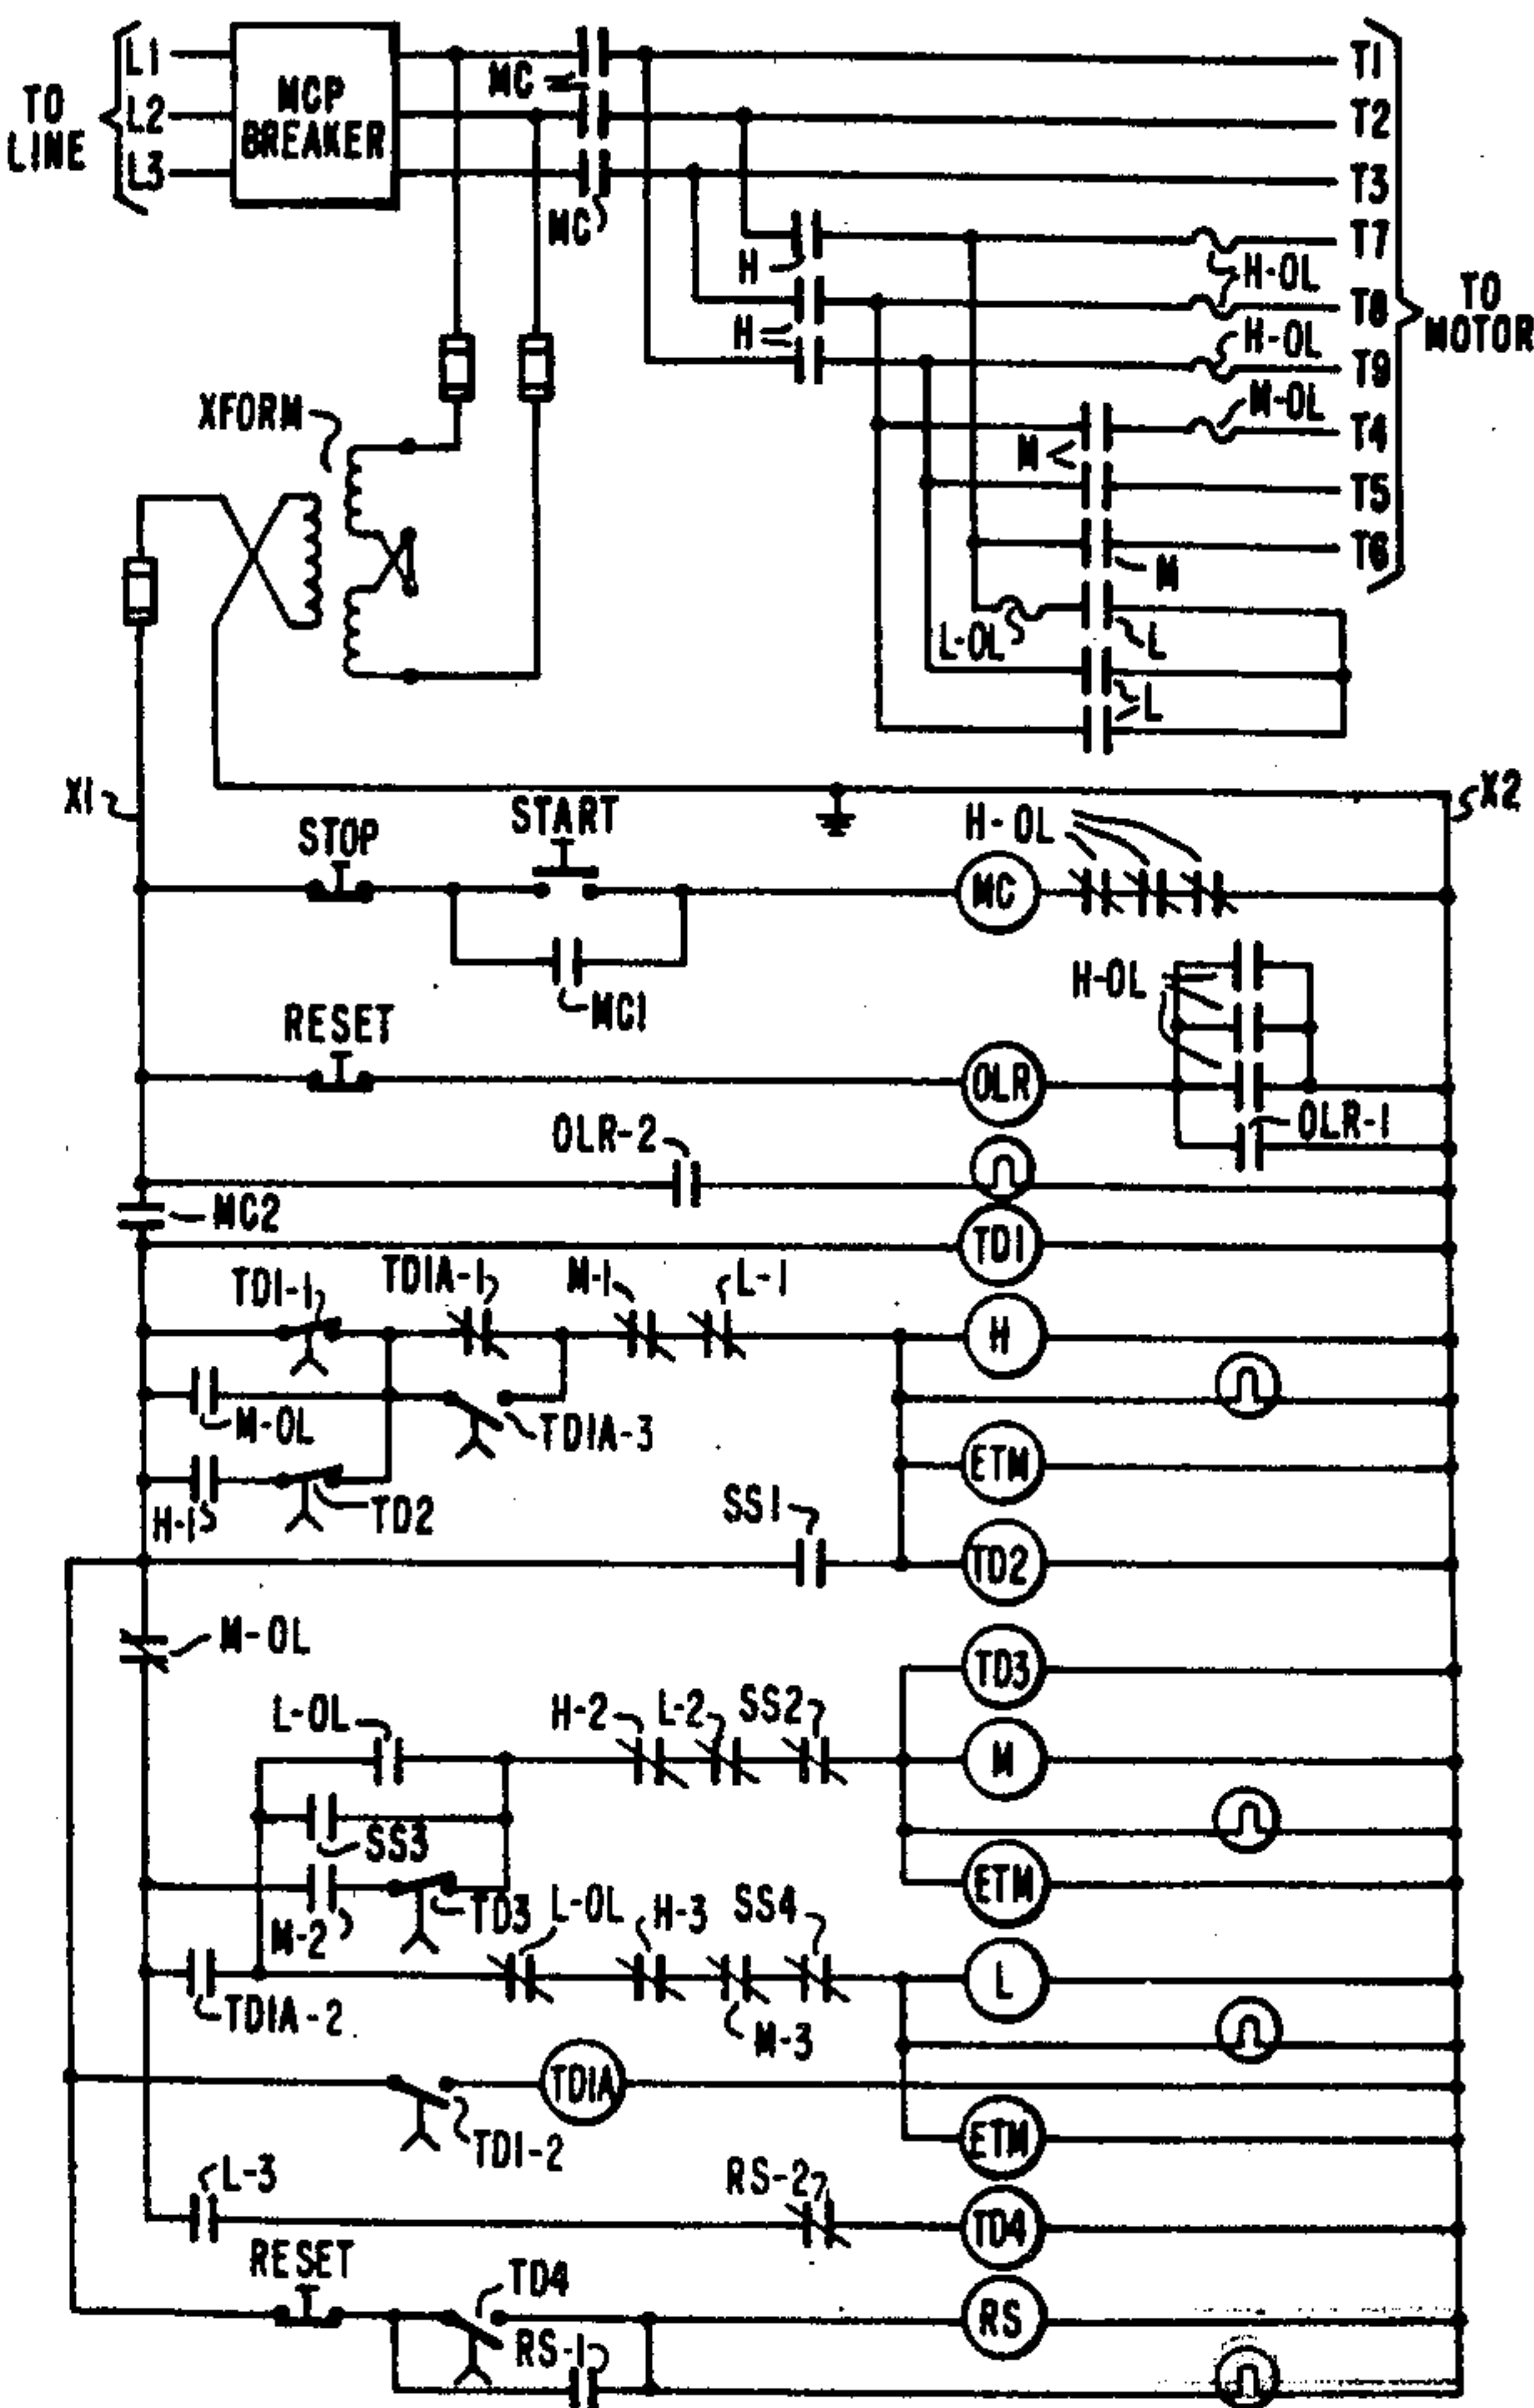 TO
LINE
L1
L2
L3
MCP
BREAKER
MC
MC
T1
T2
T3
T7
T8
T9
T4
T5
T6
TO
MOTOR
H
H
H-OL
H-OL
M-OL
M
M
L-OL
L
L
XFORM
X1
X2
STOP
START
MC
H-OL
MC1
H-OL
RESET
OLR
OLR-1
OLR-2
MC2
TD1
TD1-1
TD1A-1
M-1
L-1
H
M-OL
TD1A-3
ETM
H-1
TD2
SS1
TD2
M-OL
TD3
L-OL
H-2
L-2
SS2
M
SS3
M-2
TD3
L-OL
H-3
SS4
ETM
TD1A-2
M-3
L
TD1A
TD1-2
ETM
L-3
RS-2
TD4
RESET
TD4
RS-1
RS